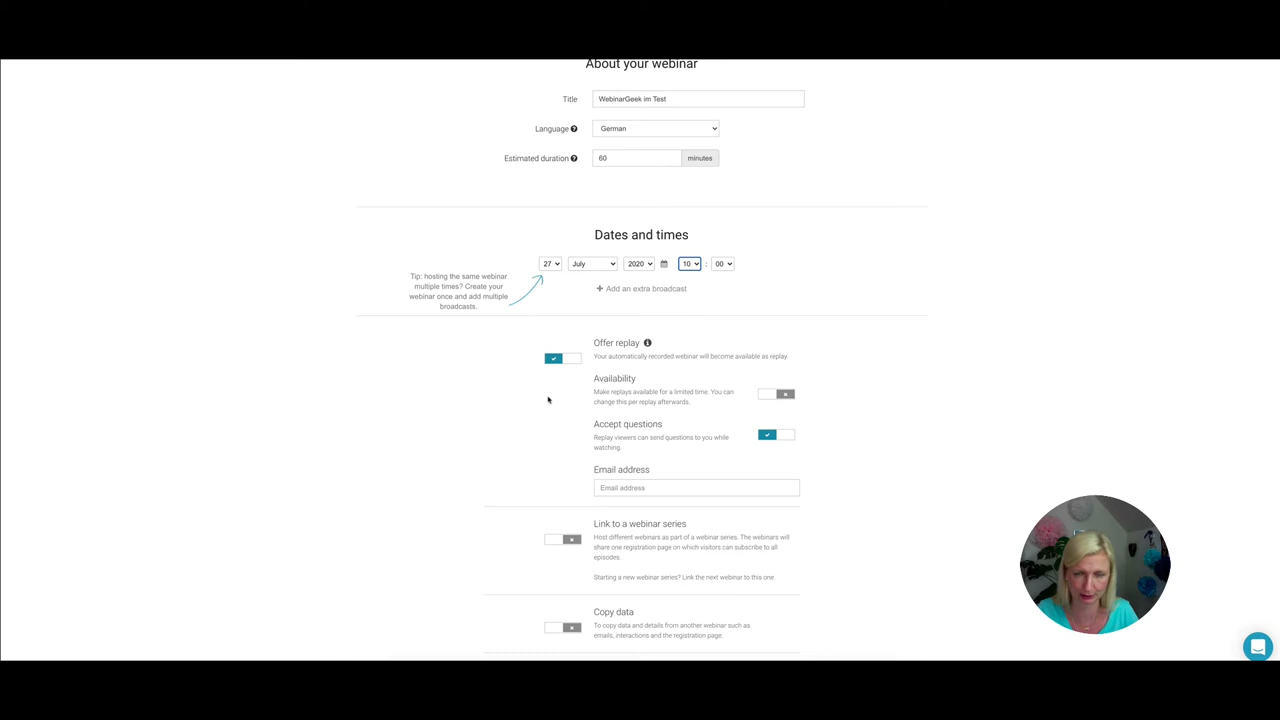 About your webinar
Title
WebinarGeek im Test
Language
German
Estimated duration
60
minutes
Dates and times
27
July
2020
10
:
00
Tip: hosting the same webinar
multiple times? Create your
webinar once and add multiple
broadcasts.
Add an extra broadcast
Offer replay
Your automatically recorded webinar will become available as replay.
Availability
Make replays available for a limited time. You can
change this per replay afterwards.
Accept questions
Replay viewers can send questions to you while
watching.
Email address
Email address
Link to a webinar series
Host different webinars as part of a webinar series. The webinars will
share one registration page on which visitors can subscribe to all
episodes.
Starting a new webinar series? Link the next webinar to this one
Copy data
To copy data and details from another webinar such as
emails, interactions and the registration page.